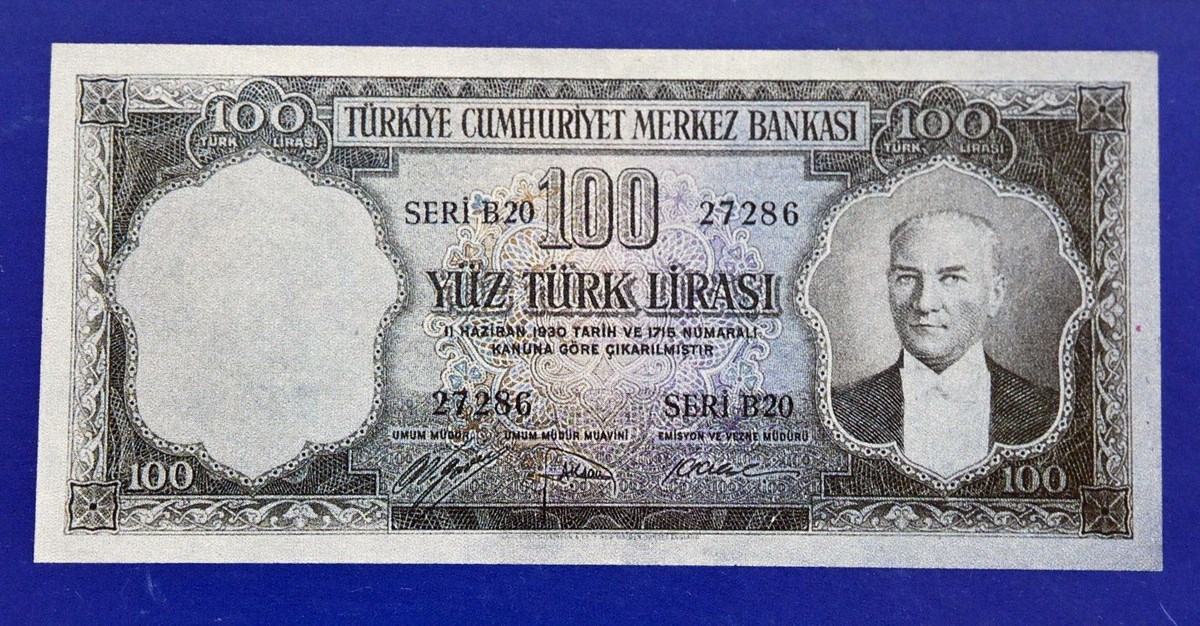 100
TÜRK LİRASI
TÜRKİYE CUMHURİYET MERKEZ BANKASI
100
TÜRK LİRASI
SERİ B20
100
27286
YÜZ TÜRK LİRASI
11 HAZİRAN 1930 TARİH VE 1715 NUMARALI
KANUNA GÖRE ÇIKARILMIŞTIR
27286
SERİ B20
UMUM MÜDÜR
UMUM MÜDÜR MUAVİNİ
EMİSYON VE VEZNE MÜDÜRÜ
100
100